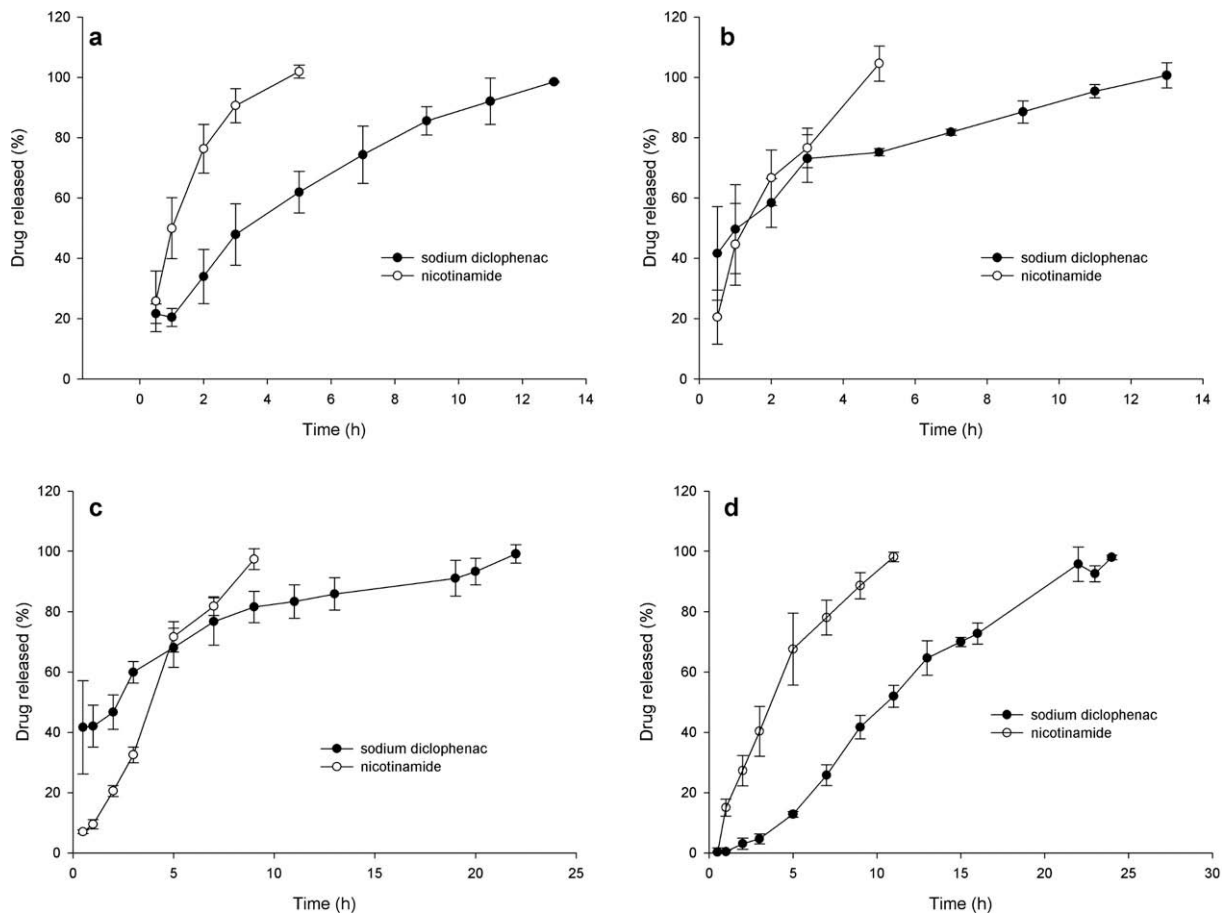 a
120
100
80
60
40
20
0
Drug released (%)
sodium diclophenac
nicotinamide
0 2 4 6 8 10 12 14
Time (h)
b
120
100
80
60
40
20
0
Drug released (%)
sodium diclophenac
nicotinamide
0 2 4 6 8 10 12 14
Time (h)
c
120
100
80
60
40
20
0
Drug released (%)
sodium diclophenac
nicotinamide
0 5 10 15 20 25
Time (h)
d
120
100
80
60
40
20
0
Drug released (%)
sodium diclophenac
nicotinamide
0 5 10 15 20 25 30
Time (h)